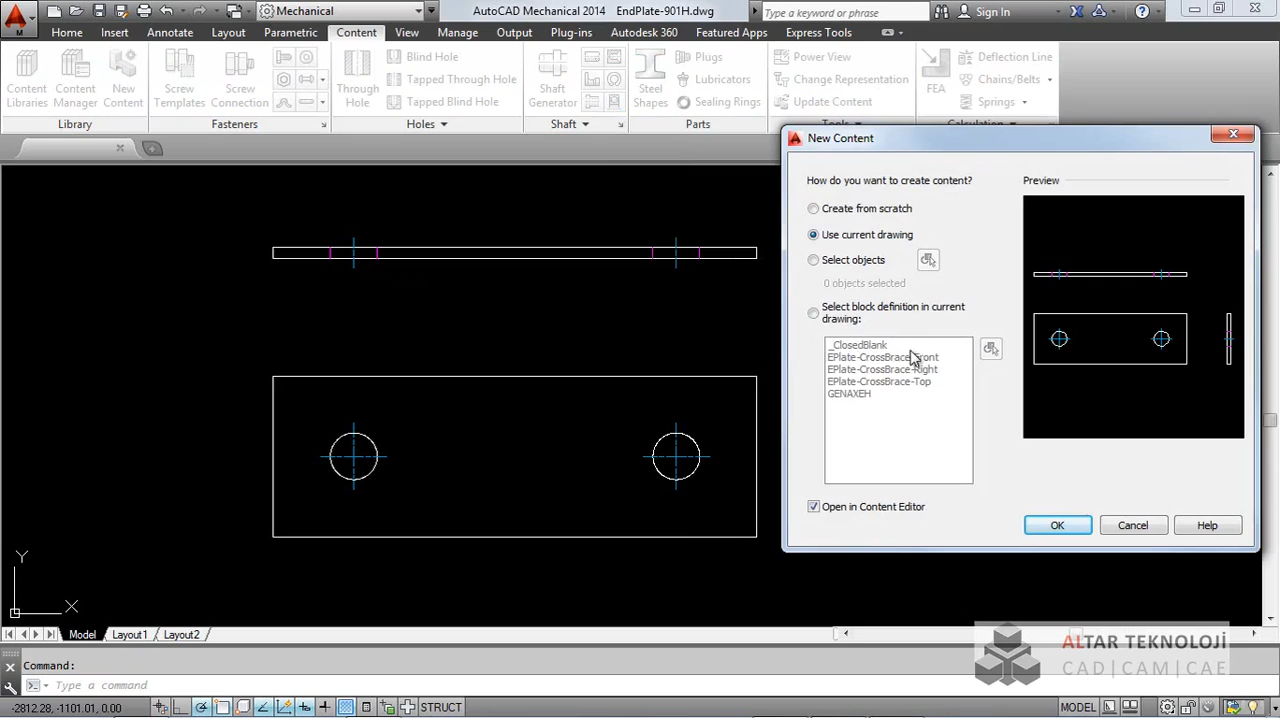 Mechanical
AutoCAD Mechanical 2014 EndPlate-901H.dwg
Type a keyword or phrase
Sign In
M
Home Insert Annotate Layout Parametric Content View Manage Output Plug-ins Autodesk 360 Featured Apps Express Tools
Content Libraries
Content
New Content
Library
Screw Templates
Screw Connection
Fasteners
Through Hole
Blind Hole
Tapped Through Hole
Tapped Blind Hole
Holes
Shaft Generator
Shaft
Steel Shapes
Plugs
Lubricators
Sealing Rings
Parts
Power View
Change Representation
Update Content
Tools
FEA
Deflection Line
Chains/Belts
Springs
Calculation
New Content
How do you want to create content?
Create from scratch
Use current drawing
Select objects
0 objects selected
Select block definition in current
drawing:
_ClosedBlank
EPlate-CrossBrace-Front
EPlate-CrossBrace-Right
EPlate-CrossBrace-Top
GENAXEH
Open in Content Editor
Preview
OK Cancel Help
Y
X
Model Layout1 Layout2
ALTAR TEKNOLOJİ
CAD|CAM|CAE
Command:
Type a command
-2812.28, -1101.01, 0.00
STRUCT
MODEL